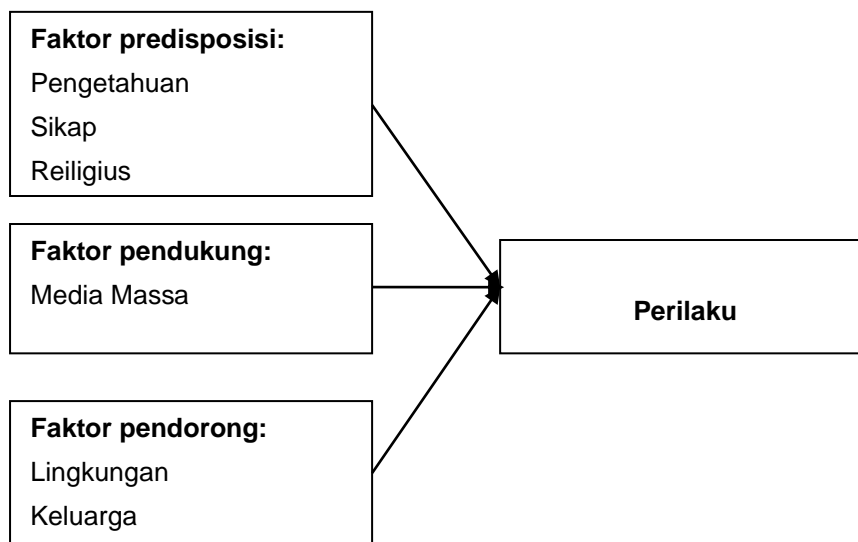 Faktor predisposisi:
Pengetahuan
Sikap
Reiligius
Faktor pendukung:
Media Massa
Perilaku
Faktor pendorong:
Lingkungan
Keluarga